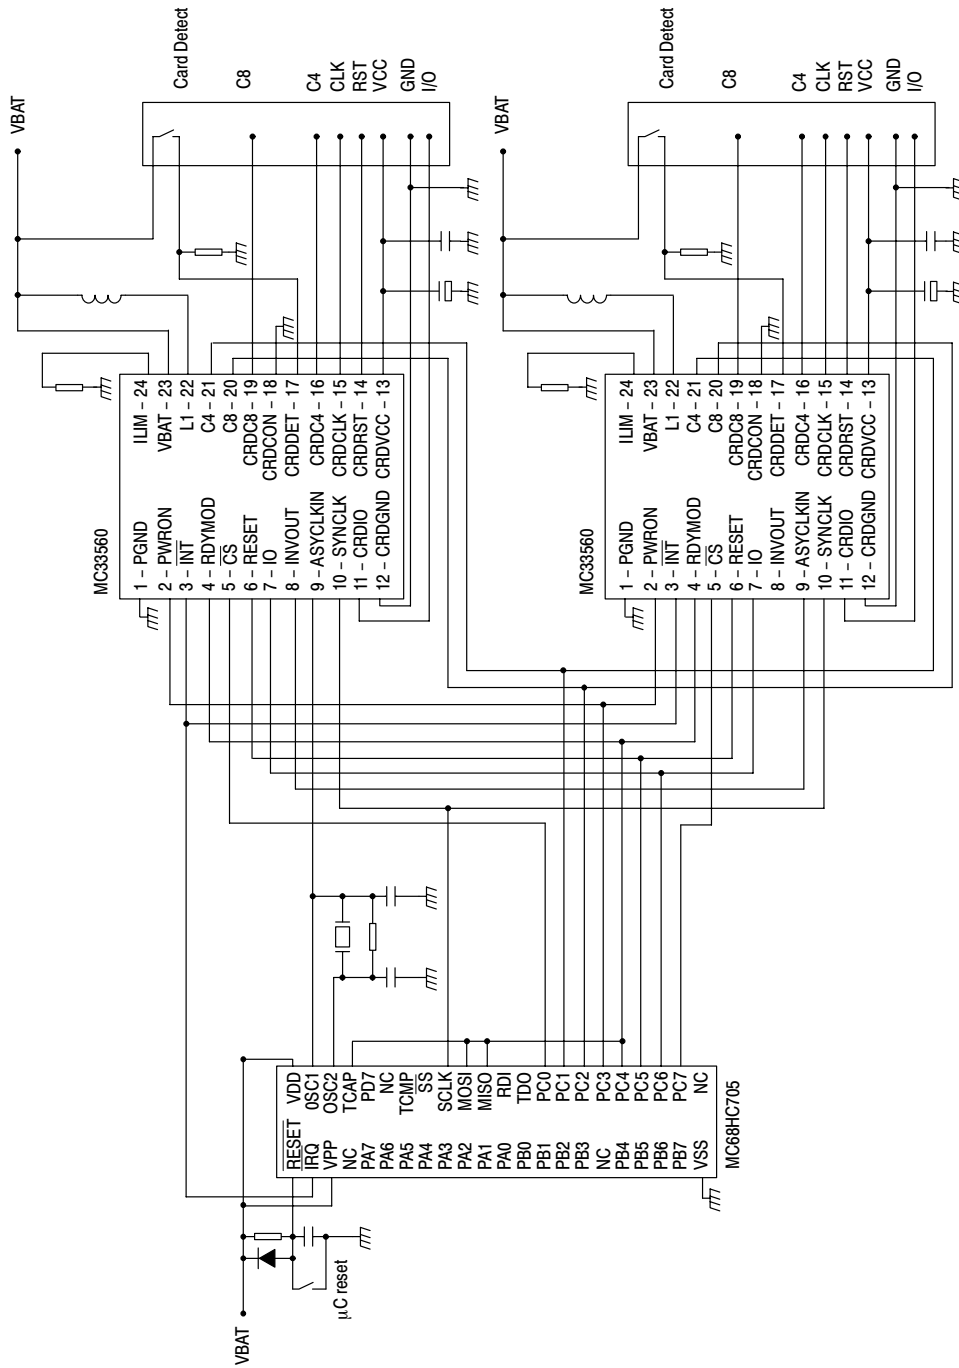 VBAT
Card Detect
C8
C4
CLK
RST
VCC
GND
I/O
MC33560
1 – PGND
2 – PWRON
3 – INT
4 – RDYMOD
5 – CS
6 – RESET
7 – IO
8 – INVOUT
9 – ASYCLKIN
10 – SYNCLK
11 – CRDIO
12 – CRDGND
ILIM – 24
VBAT – 23
L1 – 22
C4 – 21
C8 – 20
CRDC8 – 19
CRDCON – 18
CRDDET – 17
CRDC4 – 16
CRDCLK – 15
CRDRST – 14
CRDVCC – 13
VBAT
Card Detect
C8
C4
CLK
RST
VCC
GND
I/O
MC33560
1 – PGND
2 – PWRON
3 – INT
4 – RDYMOD
5 – CS
6 – RESET
7 – IO
8 – INVOUT
9 – ASYCLKIN
10 – SYNCLK
11 – CRDIO
12 – CRDGND
ILIM – 24
VBAT – 23
L1 – 22
C4 – 21
C8 – 20
CRDC8 – 19
CRDCON – 18
CRDDET – 17
CRDC4 – 16
CRDCLK – 15
CRDRST – 14
CRDVCC – 13
VBAT
μC reset
RESET
IRQ
VPP
NC
PA7
PA6
PA5
PA4
PA3
PA2
PA1
PA0
PB0
PB1
PB2
PB3
NC
PB4
PB5
PB6
PB7
VSS
VDD
OSC1
OSC2
TCAP
PD7
NC
TCMP
SS
SCLK
MOSI
MISO
RDI
TDO
PC0
PC1
PC2
PC3
PC4
PC5
PC6
PC7
NC
MC68HC705